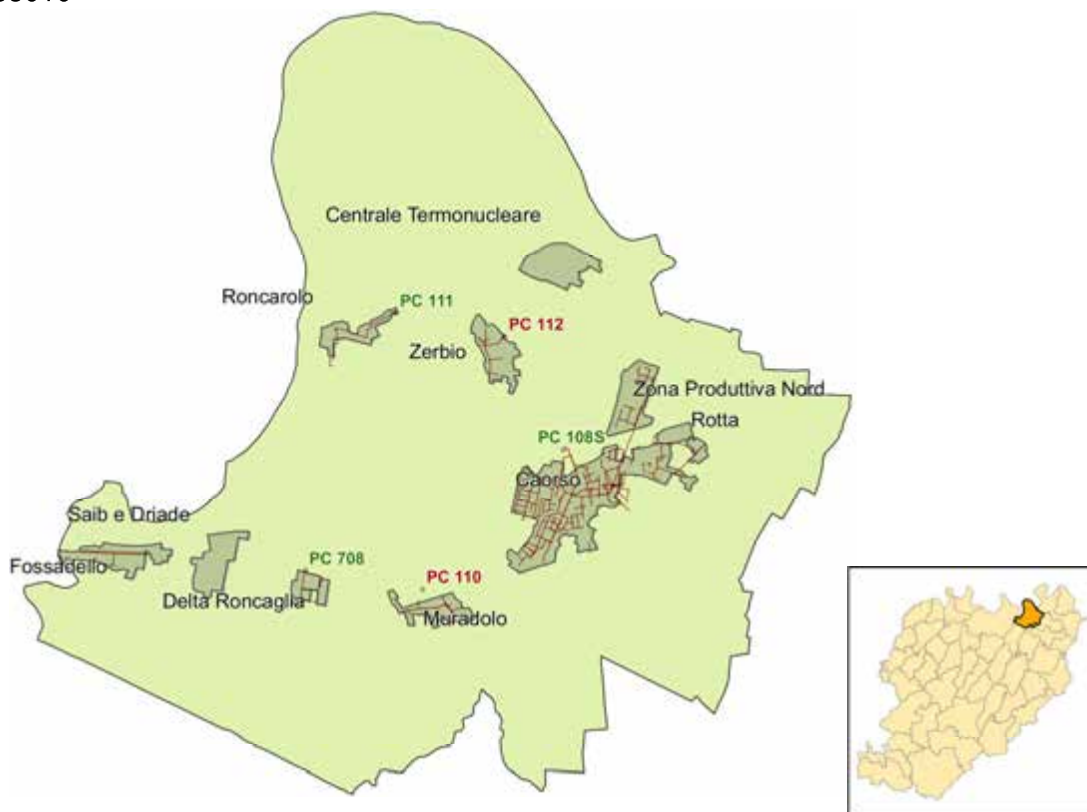 Centrale Termonucleare
Roncarolo
PC 111
PC 112
Zerbio
Zona Produttiva Nord
Rotta
PC 108S
Caorso
Saib e Driade
Fossadello
PC 708
PC 110
Delta Roncaglia
Muradolo